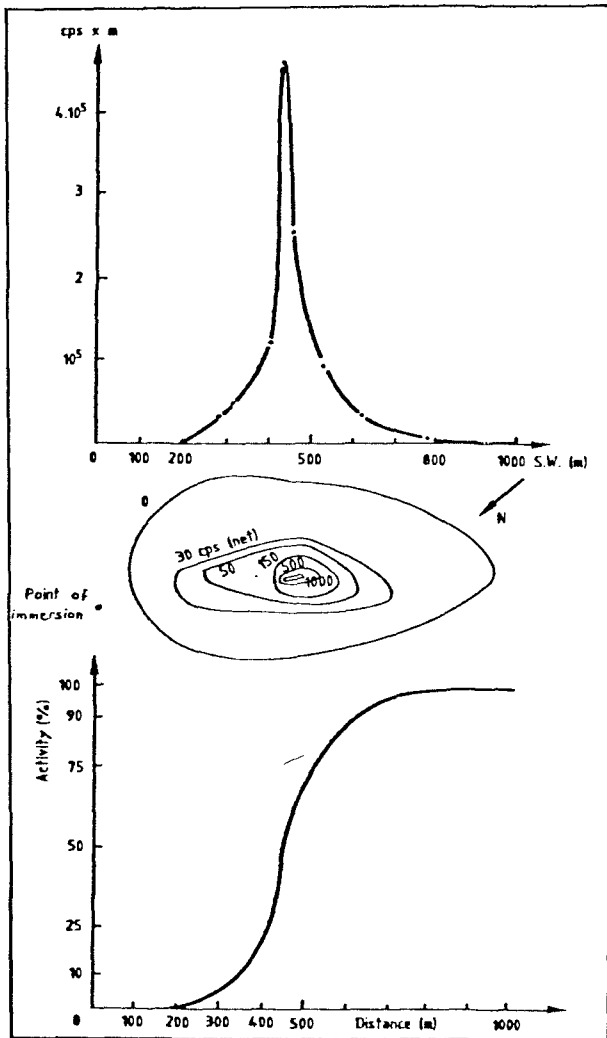 cps x m
4.10⁵
3
2
10⁵
0 100 200 500 800 1000 S.W. (m)
N
0
30 cps (net)
50
150
500
1000
Point of
immersion
Activity (%)
100
90
75
50
25
10
0 100 200 300 400 500 Distance (m) 1000